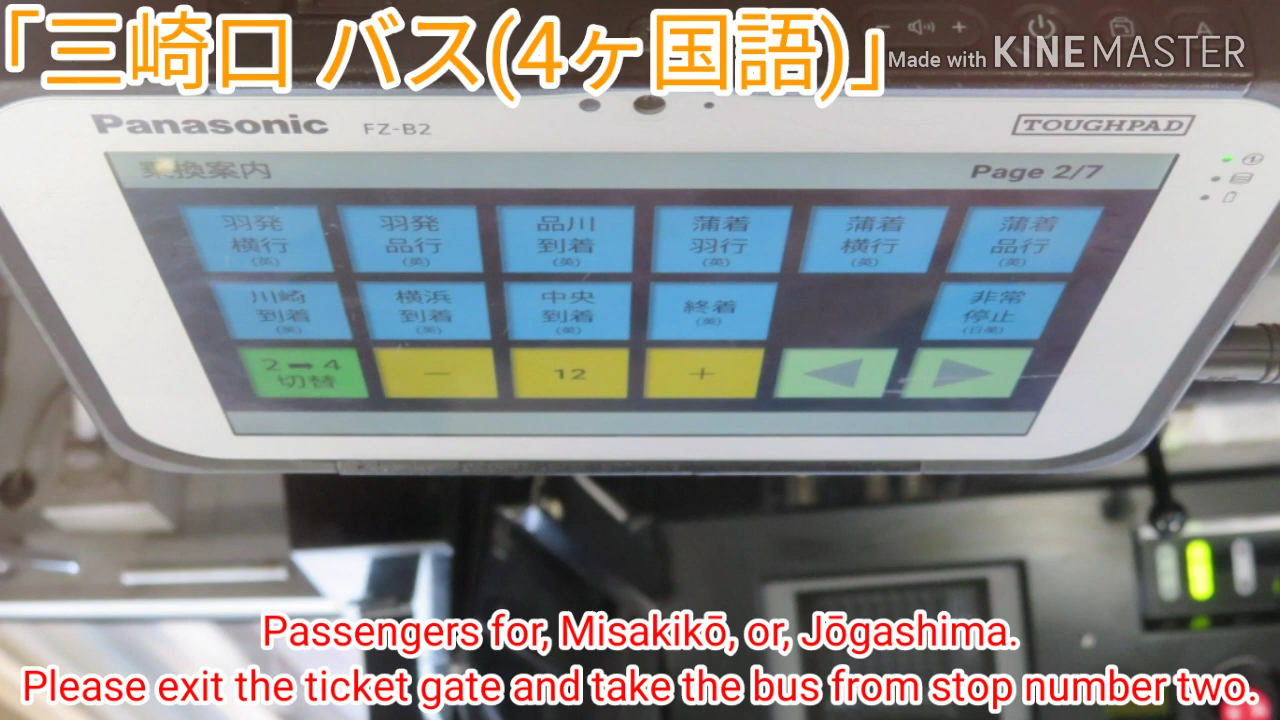 「三崎口 バス(4ヶ国語)」
Made with KINEMASTER
Panasonic FZ-B2 TOUGHPAD
乗換案内 Page 2/7
羽発 羽発 品川 蒲着 蒲着 蒲着
横行 品行 到着 羽行 横行 品行
(英) (英) (英) (英) (英) (英)
川崎 横浜 中央 終着 非常
到着 到着 到着 (英) 停止
(英) (英) (英) (日英)
2➡4 － 12 + ◀ ▶
切替
Passengers for, Misakikō, or, Jōgashima.
Please exit the ticket gate and take the bus from stop number two.